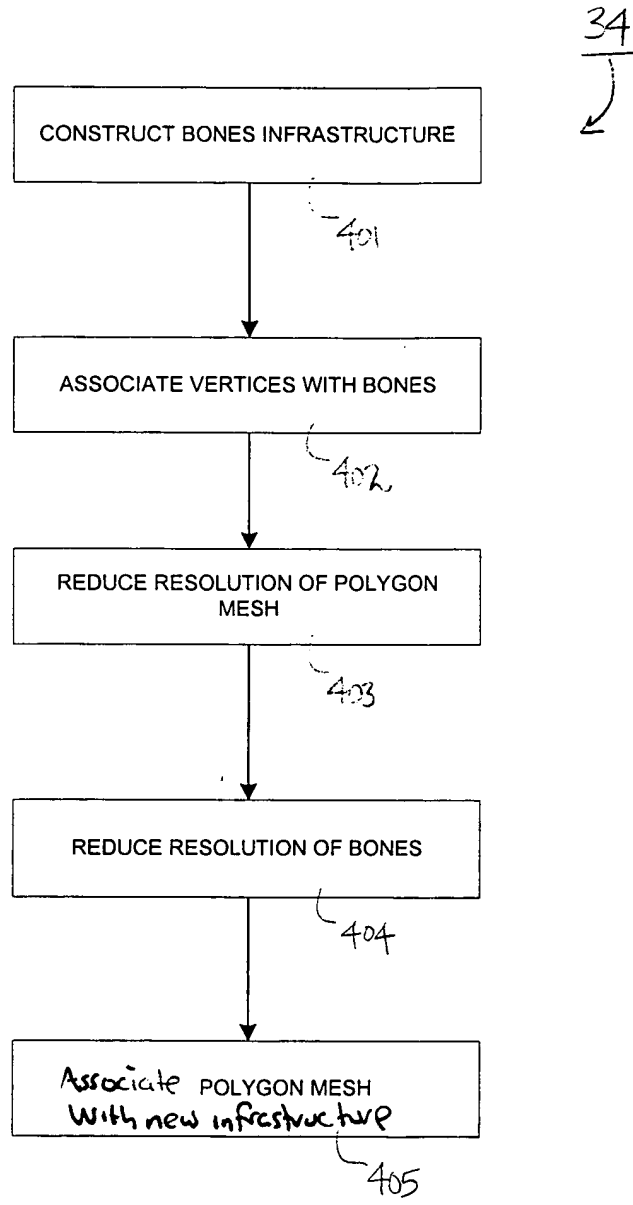 34
CONSTRUCT BONES INFRASTRUCTURE
401
ASSOCIATE VERTICES WITH BONES
402
REDUCE RESOLUTION OF POLYGON
MESH
403
REDUCE RESOLUTION OF BONES
404
Associate POLYGON MESH
With new infrastructure
405